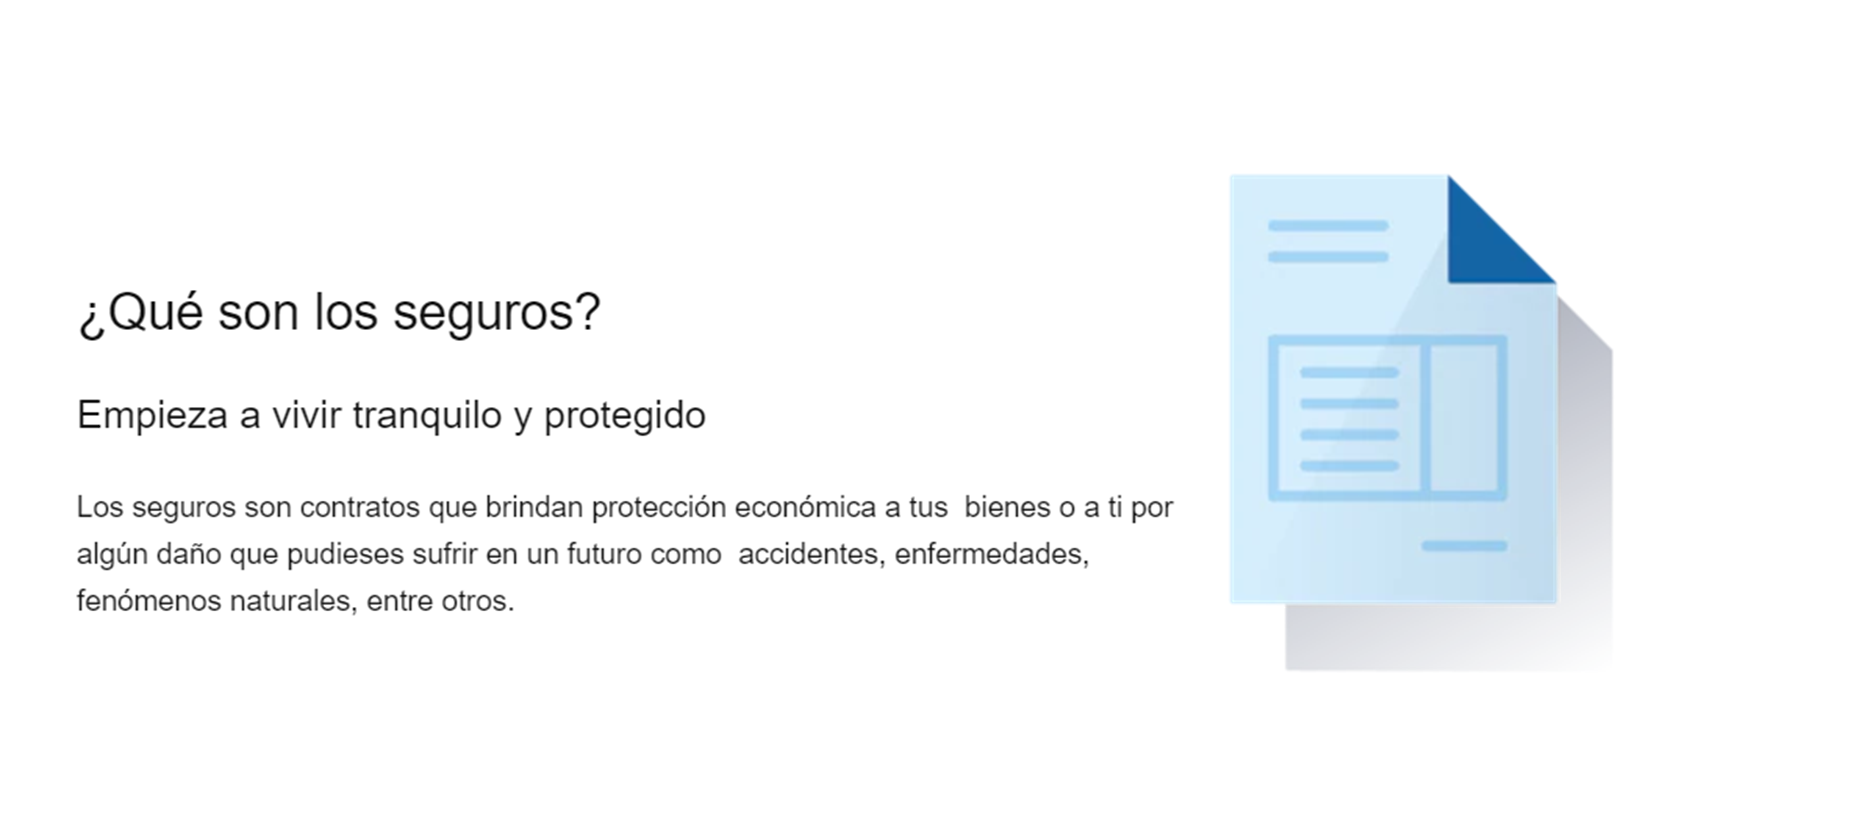 ¿Qué son los seguros?
Empieza a vivir tranquilo y protegido
Los seguros son contratos que brindan protección económica a tus  bienes o a ti por
algún daño que pudieses sufrir en un futuro como  accidentes, enfermedades,
fenómenos naturales, entre otros.